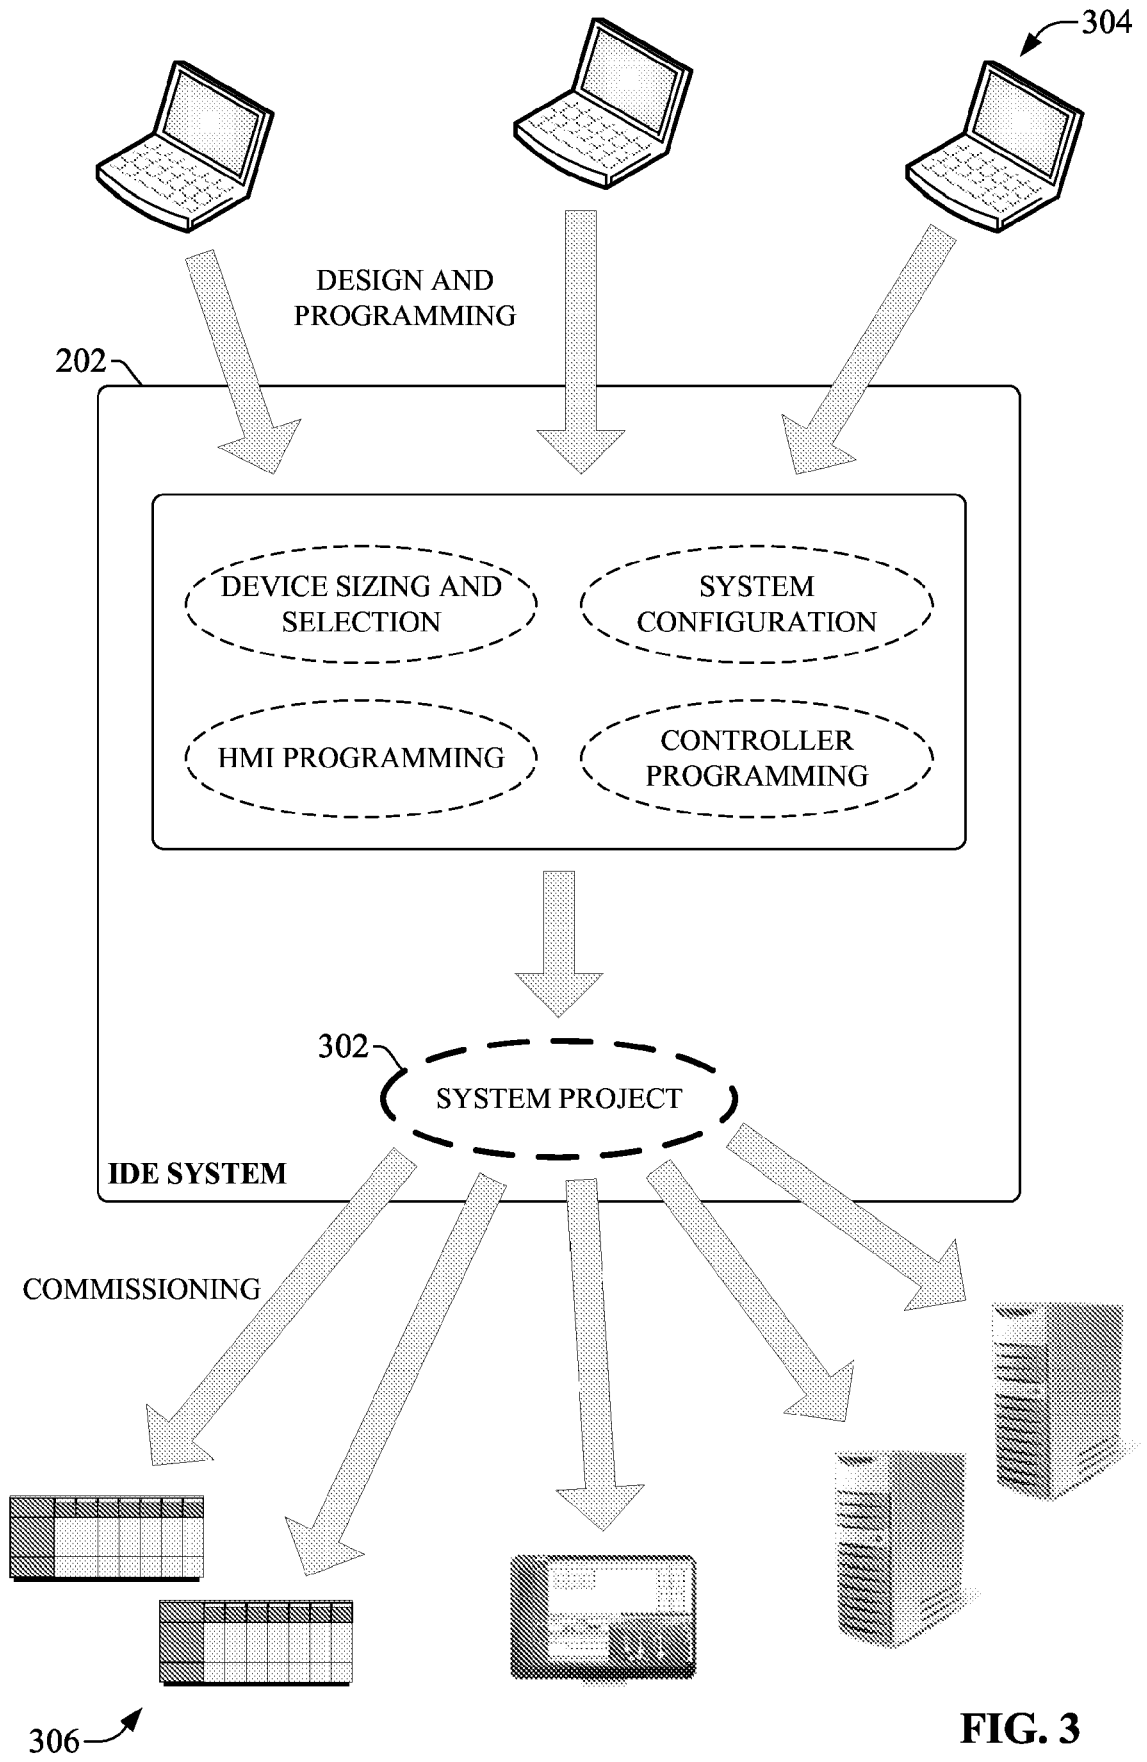 304
DESIGN AND
PROGRAMMING
202
DEVICE SIZING AND
SELECTION
SYSTEM
CONFIGURATION
HMI PROGRAMMING
CONTROLLER
PROGRAMMING
302
SYSTEM PROJECT
IDE SYSTEM
COMMISSIONING
306
FIG. 3